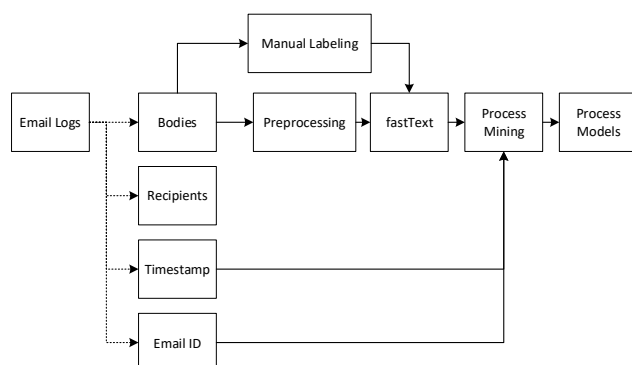 Manual Labeling
Email Logs
Bodies
Preprocessing
fastText
Process
Mining
Process
Models
Recipients
Timestamp
Email ID